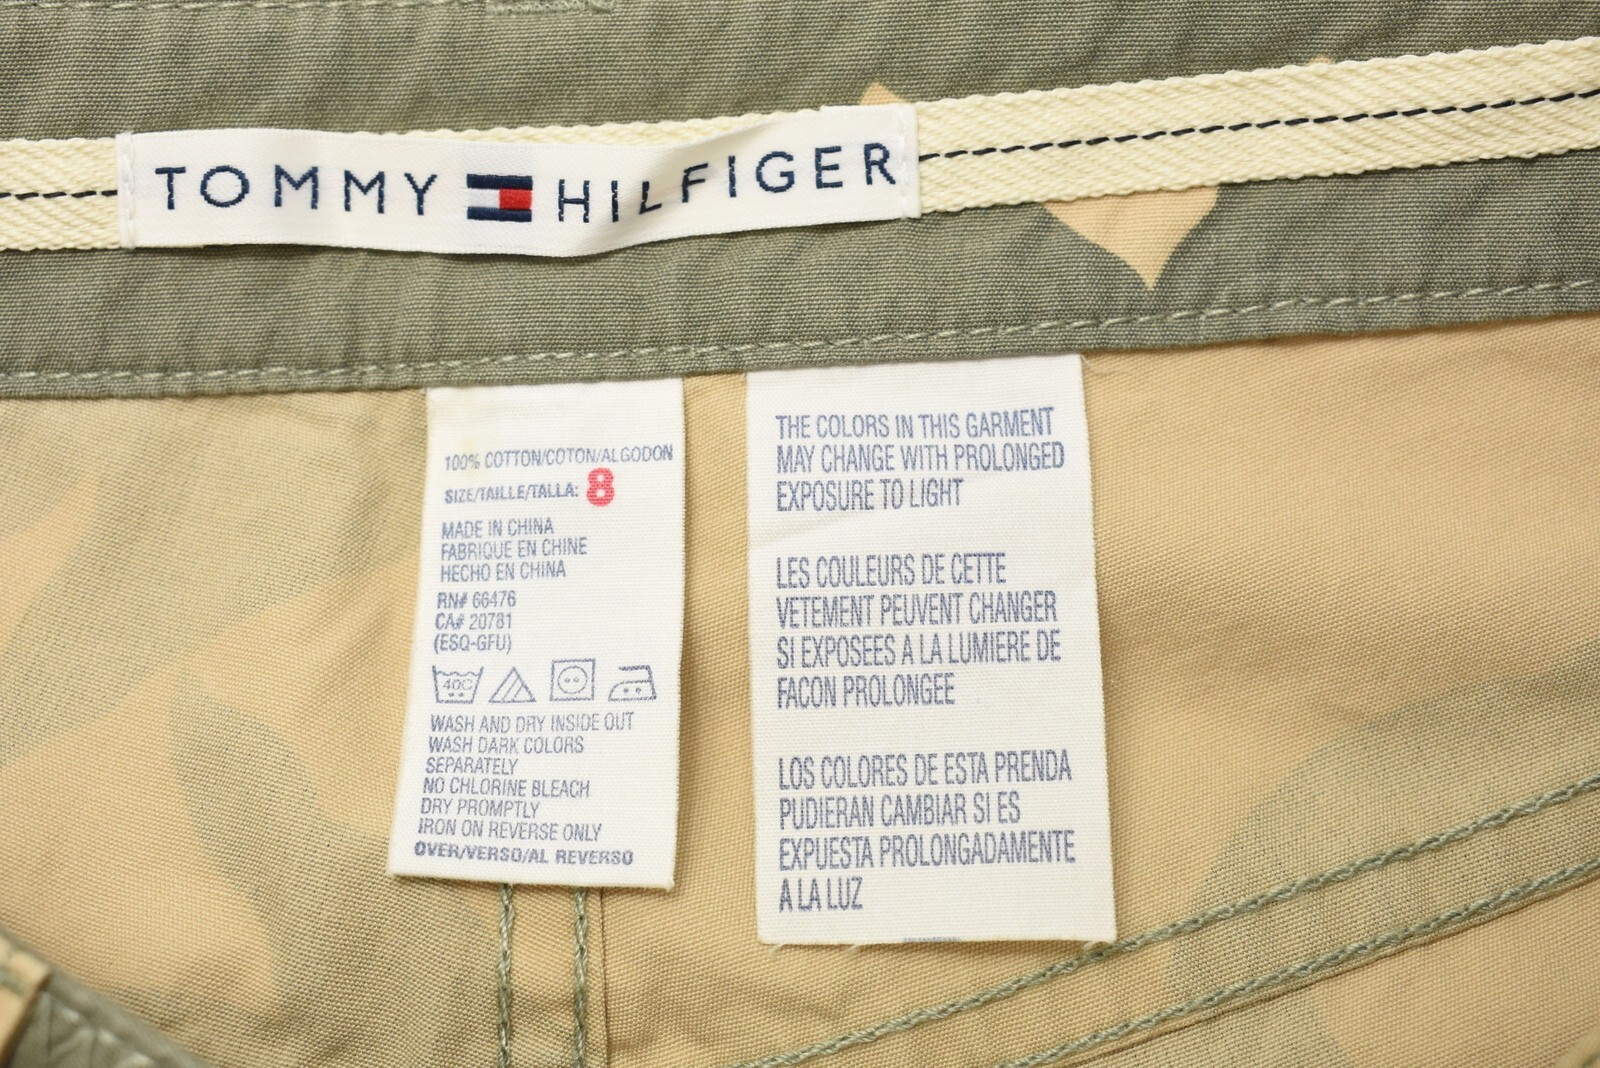 TOMMY HILFIGER
100% COTTON/COTON/ALGODON
SIZE/TAILLE/TALLA: 8
MADE IN CHINA
FABRIQUE EN CHINE
HECHO EN CHINA
RN# 66476
CA# 20781
(ESQ-GFU)
40C
WASH AND DRY INSIDE OUT
WASH DARK COLORS
SEPARATELY
NO CHLORINE BLEACH
DRY PROMPTLY
IRON ON REVERSE ONLY
OVER/VERSO/AL REVERSO
THE COLORS IN THIS GARMENT
MAY CHANGE WITH PROLONGED
EXPOSURE TO LIGHT
LES COULEURS DE CETTE
VETEMENT PEUVENT CHANGER
SI EXPOSEES A LA LUMIERE DE
FACON PROLONGEE
LOS COLORES DE ESTA PRENDA
PUDIERAN CAMBIAR SI ES
EXPUESTA PROLONGADAMENTE
A LA LUZ